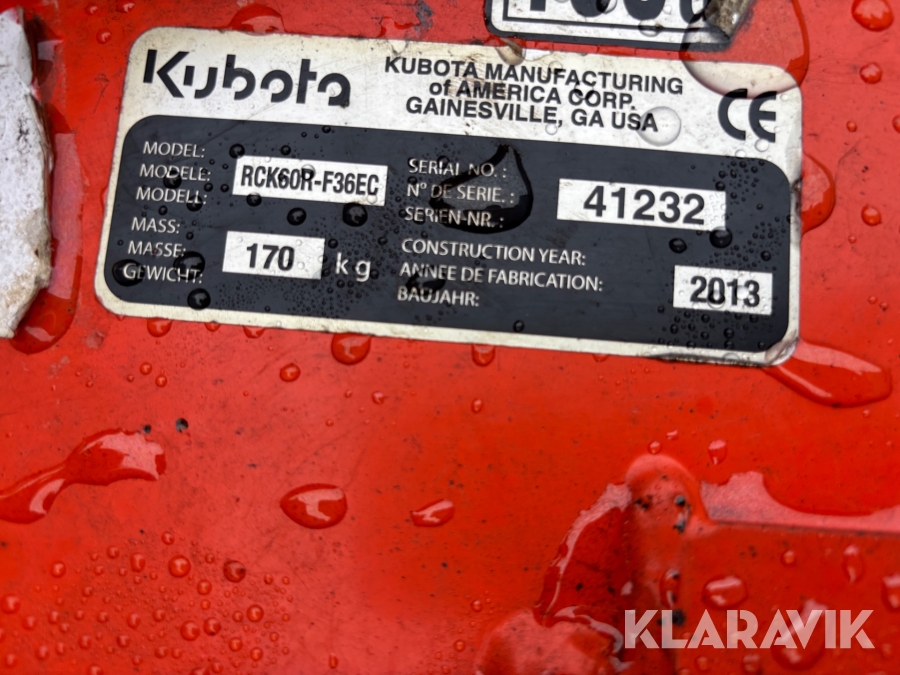 Kubota
KUBOTA MANUFACTURING
of AMERICA CORP.
GAINESVILLE, GA USA
CE
MODEL:
MODELE:
MODELL:
RCK60R-F36EC
SERIAL NO. :
N° DE SERIE. :
SERIEN-NR. :
41232
MASS:
MASSE:
GEWICHT:
170 kg
CONSTRUCTION YEAR:
ANNEE DE FABRICATION:
BAUJAHR:
2013
KLARAVIK